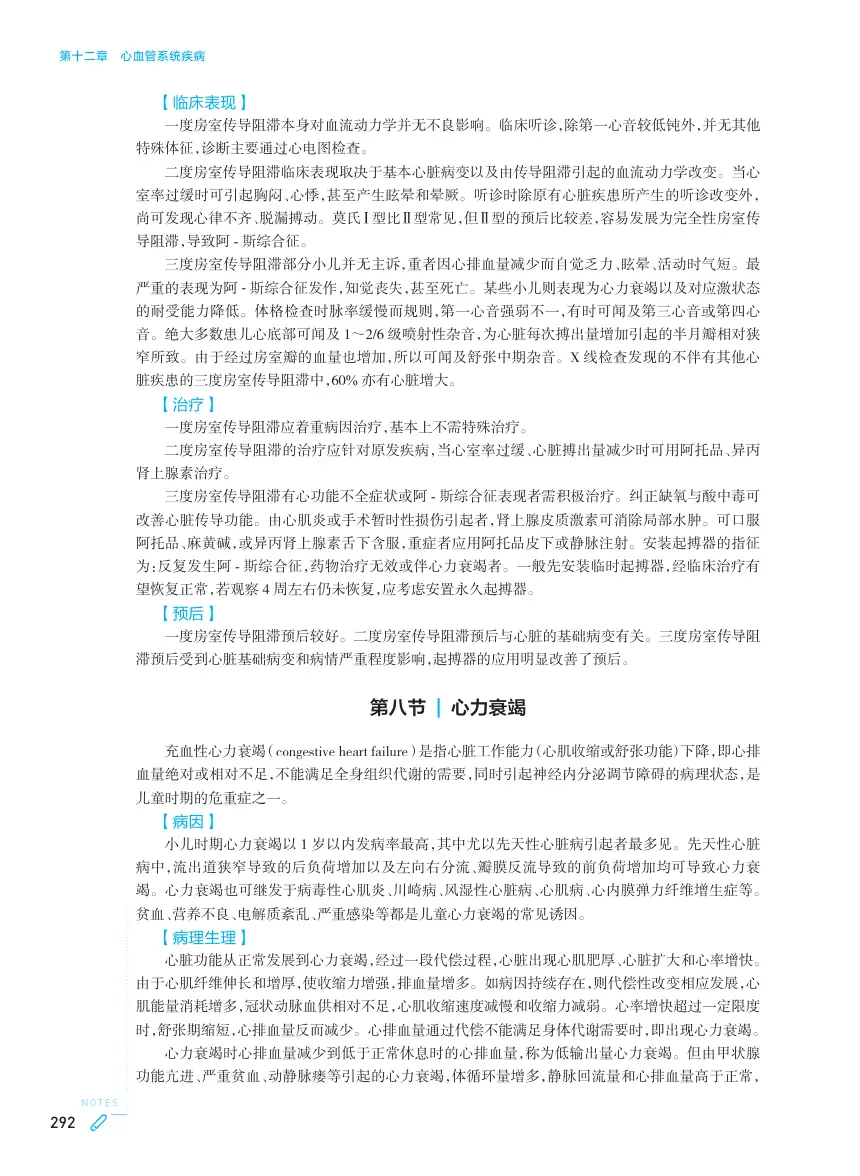 第十二章 心血管系统疾病
【临床表现】
一度房室传导阻滞本身对血流动力学并无不良影响。临床听诊,除第一心音较低钝外,并无其他
特殊体征,诊断主要通过心电图检查。
二度房室传导阻滞临床表现取决于基本心脏病变以及由传导阻滞引起的血流动力学改变。当心
室率过缓时可引起胸闷、心悸,甚至产生眩晕和晕厥。听诊时除原有心脏疾患所产生的听诊改变外,
尚可发现心律不齐、脱漏搏动。莫氏Ⅰ型比Ⅱ型常见,但Ⅱ型的预后比较差,容易发展为完全性房室传
导阻滞,导致阿 - 斯综合征。
三度房室传导阻滞部分小儿并无主诉,重者因心排血量减少而自觉乏力、眩晕、活动时气短。最
严重的表现为阿 - 斯综合征发作,知觉丧失,甚至死亡。某些小儿则表现为心力衰竭以及对应激状态
的耐受能力降低。体格检查时脉率缓慢而规则,第一心音强弱不一,有时可闻及第三心音或第四心
音。绝大多数患儿心底部可闻及 1～2/6 级喷射性杂音,为心脏每次搏出量增加引起的半月瓣相对狭
窄所致。由于经过房室瓣的血量也增加,所以可闻及舒张中期杂音。X 线检查发现的不伴有其他心
脏疾患的三度房室传导阻滞中,60% 亦有心脏增大。
【治疗】
一度房室传导阻滞应着重病因治疗,基本上不需特殊治疗。
二度房室传导阻滞的治疗应针对原发疾病,当心室率过缓、心脏搏出量减少时可用阿托品、异丙
肾上腺素治疗。
三度房室传导阻滞有心功能不全症状或阿 - 斯综合征表现者需积极治疗。纠正缺氧与酸中毒可
改善心脏传导功能。由心肌炎或手术暂时性损伤引起者,肾上腺皮质激素可消除局部水肿。可口服
阿托品、麻黄碱,或异丙肾上腺素舌下含服,重症者应用阿托品皮下或静脉注射。安装起搏器的指征
为:反复发生阿 - 斯综合征,药物治疗无效或伴心力衰竭者。一般先安装临时起搏器,经临床治疗有
望恢复正常,若观察 4 周左右仍未恢复,应考虑安置永久起搏器。
【预后】
一度房室传导阻滞预后较好。二度房室传导阻滞预后与心脏的基础病变有关。三度房室传导阻
滞预后受到心脏基础病变和病情严重程度影响,起搏器的应用明显改善了预后。
第八节 | 心力衰竭
充血性心力衰竭(congestive heart failure)是指心脏工作能力(心肌收缩或舒张功能)下降,即心排
血量绝对或相对不足,不能满足全身组织代谢的需要,同时引起神经内分泌调节障碍的病理状态,是
儿童时期的危重症之一。
【病因】
小儿时期心力衰竭以 1 岁以内发病率最高,其中尤以先天性心脏病引起者最多见。先天性心脏
病中,流出道狭窄导致的后负荷增加以及左向右分流、瓣膜反流导致的前负荷增加均可导致心力衰
竭。心力衰竭也可继发于病毒性心肌炎、川崎病、风湿性心脏病、心肌病、心内膜弹力纤维增生症等。
贫血、营养不良、电解质紊乱、严重感染等都是儿童心力衰竭的常见诱因。
【病理生理】
心脏功能从正常发展到心力衰竭,经过一段代偿过程,心脏出现心肌肥厚、心脏扩大和心率增快。
由于心肌纤维伸长和增厚,使收缩力增强,排血量增多。如病因持续存在,则代偿性改变相应发展,心
肌能量消耗增多,冠状动脉血供相对不足,心肌收缩速度减慢和收缩力减弱。心率增快超过一定限度
时,舒张期缩短,心排血量反而减少。心排血量通过代偿不能满足身体代谢需要时,即出现心力衰竭。
心力衰竭时心排血量减少到低于正常休息时的心排血量,称为低输出量心力衰竭。但由甲状腺
功能亢进、严重贫血、动静脉瘘等引起的心力衰竭,体循环量增多,静脉回流量和心排血量高于正常,
NOTES
292